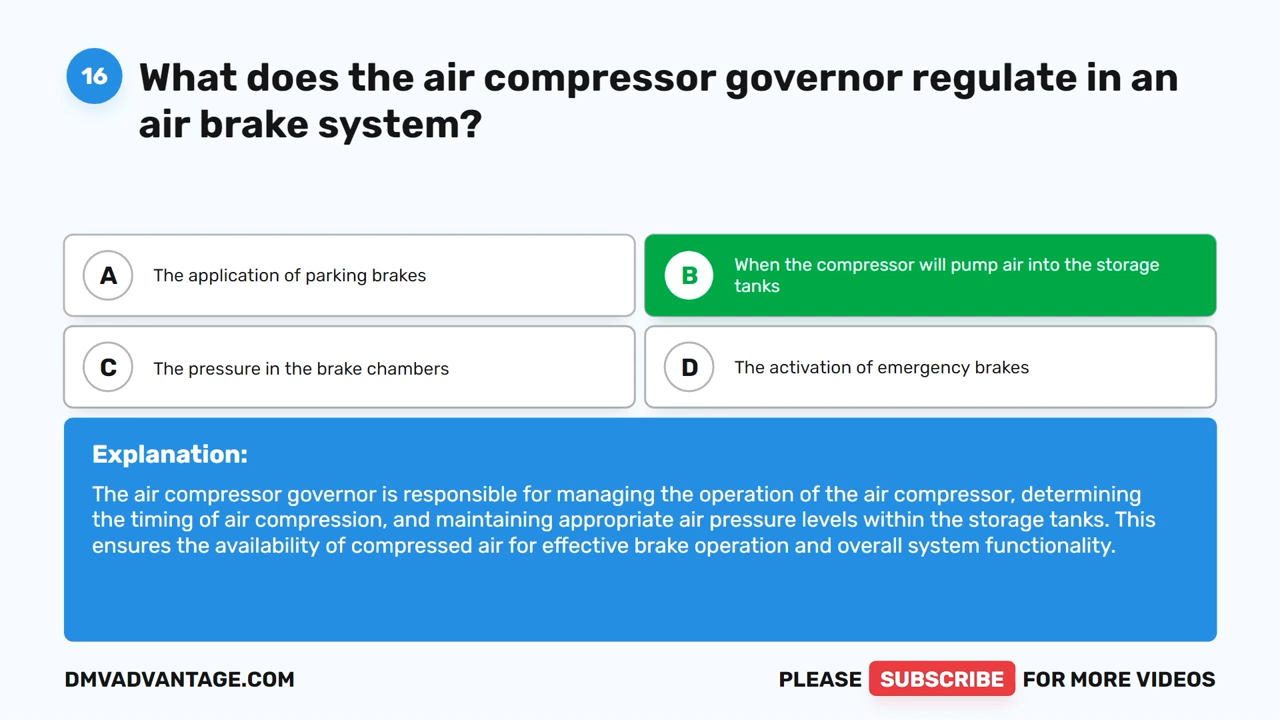 16
What does the air compressor governor regulate in an
air brake system?
A
The application of parking brakes
B
When the compressor will pump air into the storage
tanks
C
The pressure in the brake chambers
D
The activation of emergency brakes
Explanation:
The air compressor governor is responsible for managing the operation of the air compressor, determining
the timing of air compression, and maintaining appropriate air pressure levels within the storage tanks. This
ensures the availability of compressed air for effective brake operation and overall system functionality.
DMVADVANTAGE.COM
PLEASE SUBSCRIBE FOR MORE VIDEOS